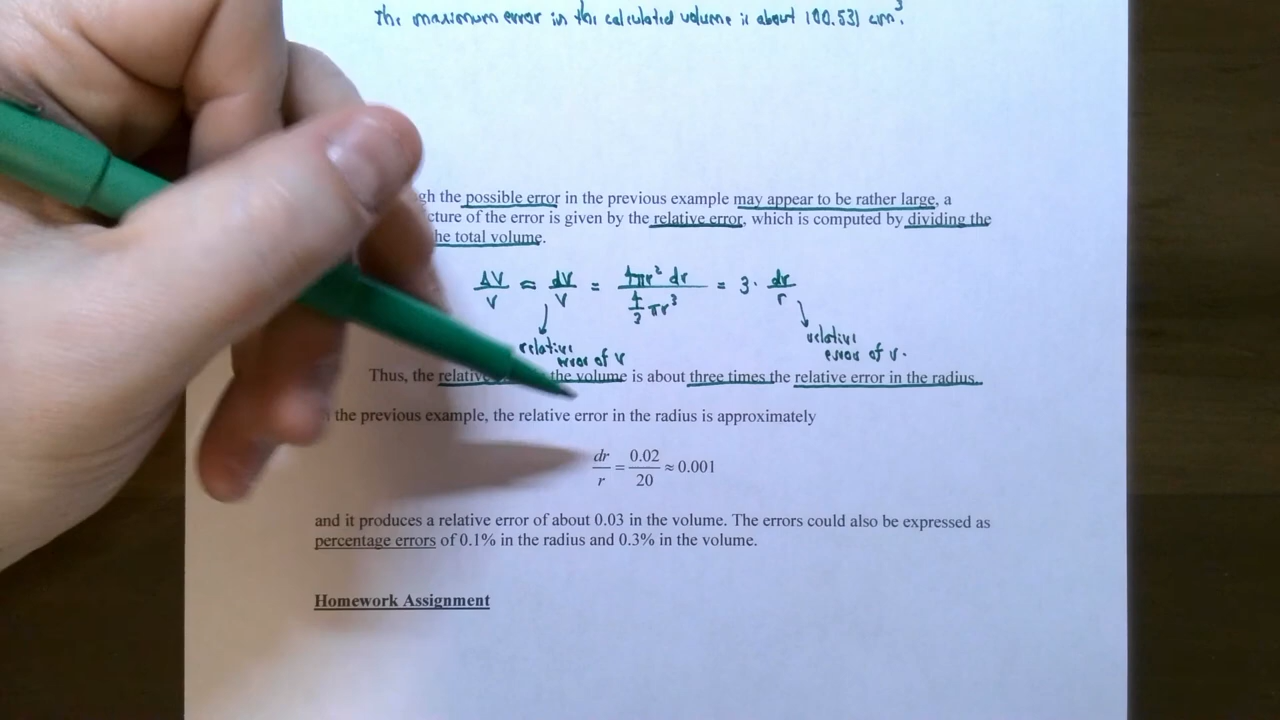 The maximum error in the calculated volume is about 100.531 cm³.
the possible error in the previous example may appear to be rather large, a
of the error is given by the relative error, which is computed by dividing the
total volume.
ΔV/V ≈ dV/V = 4πr² dr / (4/3 πr³) = 3 · dr/r
relative error of V
relative error of r.
Thus, the the volume is about three times the relative error in the radius.
the previous example, the relative error in the radius is approximately
dr/r = 0.02/20 ≈ 0.001
and it produces a relative error of about 0.03 in the volume. The errors could also be expressed as
percentage errors of 0.1% in the radius and 0.3% in the volume.
Homework Assignment